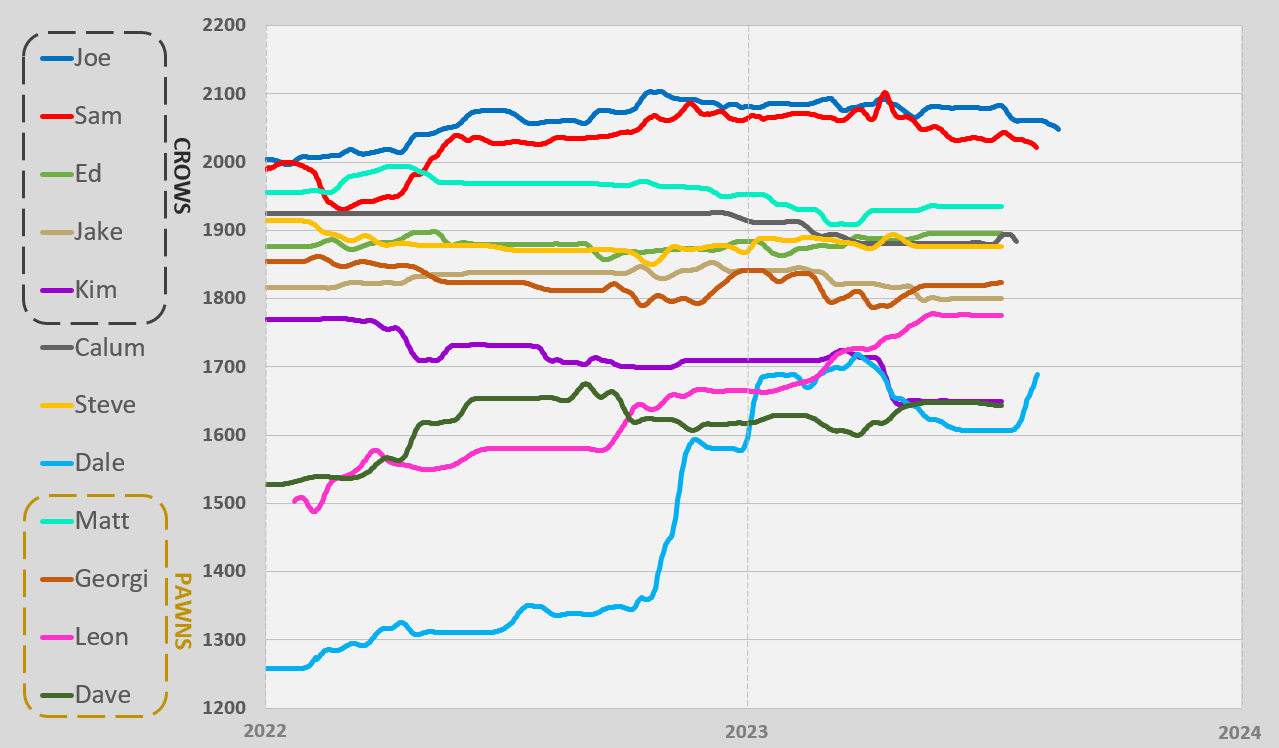 Joe
Sam
Ed
Jake
Kim
CROWS
Calum
Steve
Dale
Matt
Georgi
Leon
Dave
PAWNS
2200
2100
2000
1900
1800
1700
1600
1500
1400
1300
1200
2022
2023
2024